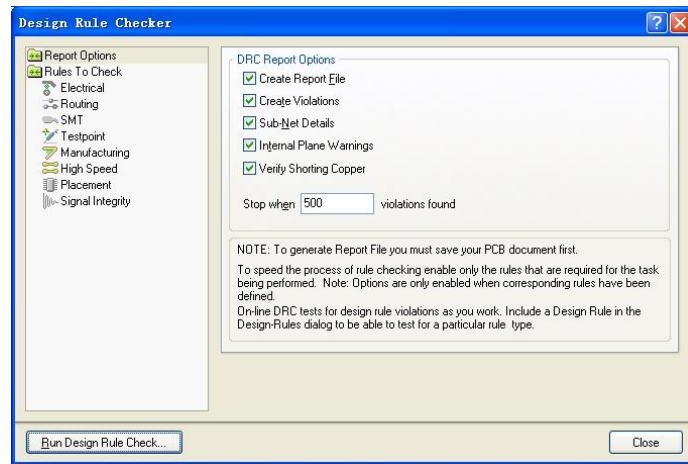 Design Rule Checker
Report Options
Rules To Check
Electrical
Routing
SMT
Testpoint
Manufacturing
High Speed
Placement
Signal Integrity
DRC Report Options
Create Report File
Create Violations
Sub-Net Details
Internal Plane Warnings
Verify Shorting Copper
Stop when 500 violations found
NOTE: To generate Report File you must save your PCB document first.
To speed the process of rule checking enable only the rules that are required for the task
being performed. Note: Options are only enabled when corresponding rules have been
defined.
On-line DRC tests for design rule violations as you work. Include a Design Rule in the
Design-Rules dialog to be able to test for a particular rule type.
Run Design Rule Check...
Close